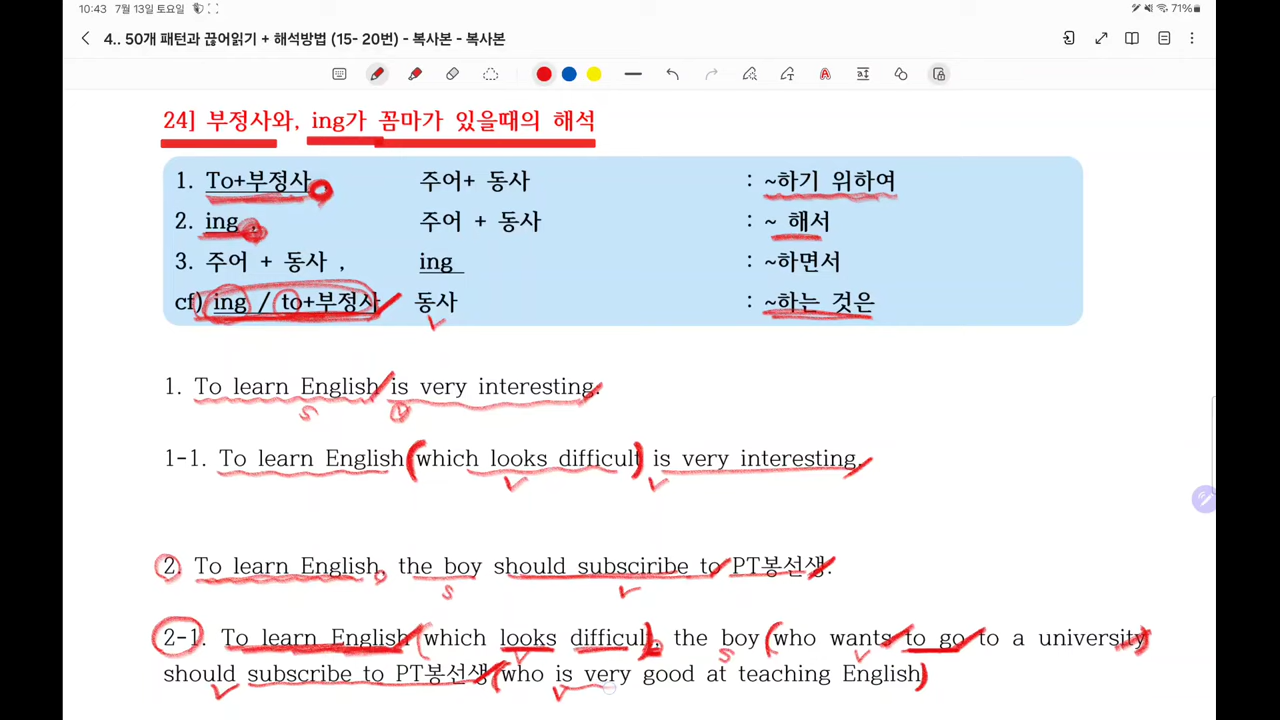 10:43 7월 13일 토요일 71%
4.. 50개 패턴과 끊어읽기 + 해석방법 (15- 20번) - 복사본 - 복사본
24] 부정사와, ing가 꼼마가 있을때의 해석
1. To+부정사 , 주어+ 동사 : ~하기 위하여
2. ing , 주어 + 동사 : ~ 해서
3. 주어 + 동사 , ing : ~하면서
cf) ing / to+부정사 동사 : ~하는 것은
1. To learn English is very interesting.
S V
1-1. To learn English(which looks difficult) is very interesting.
V V
2. To learn English, the boy should subsciribe to PT봉선생.
S V
2-1. To learn English (which looks difficult), the boy (who wants to go to a university)
V S V
should subscribe to PT봉선생 (who is very good at teaching English)
V V